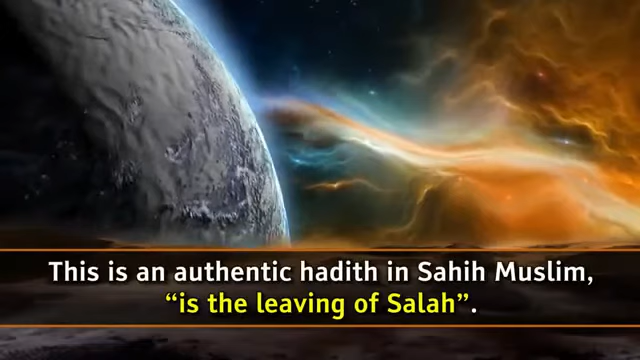 This is an authentic hadith in Sahih Muslim,
“is the leaving of Salah”.